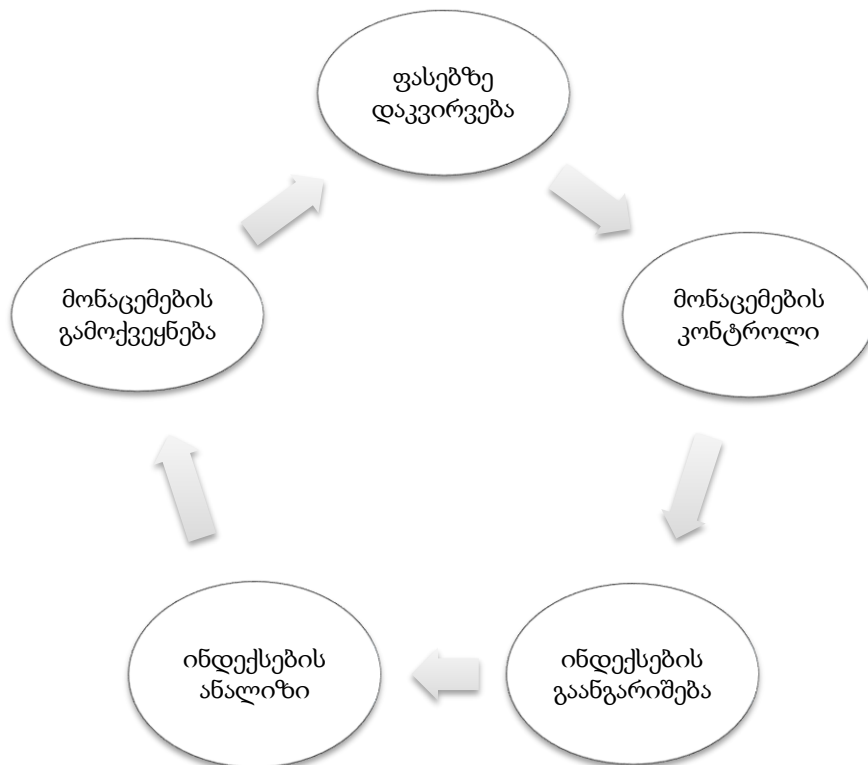 ფასებზე
დაკვირვება
მონაცემების
კონტროლი
ინდექსების
გაანგარიშება
ინდექსების
ანალიზი
მონაცემების
გამოქვეყნება